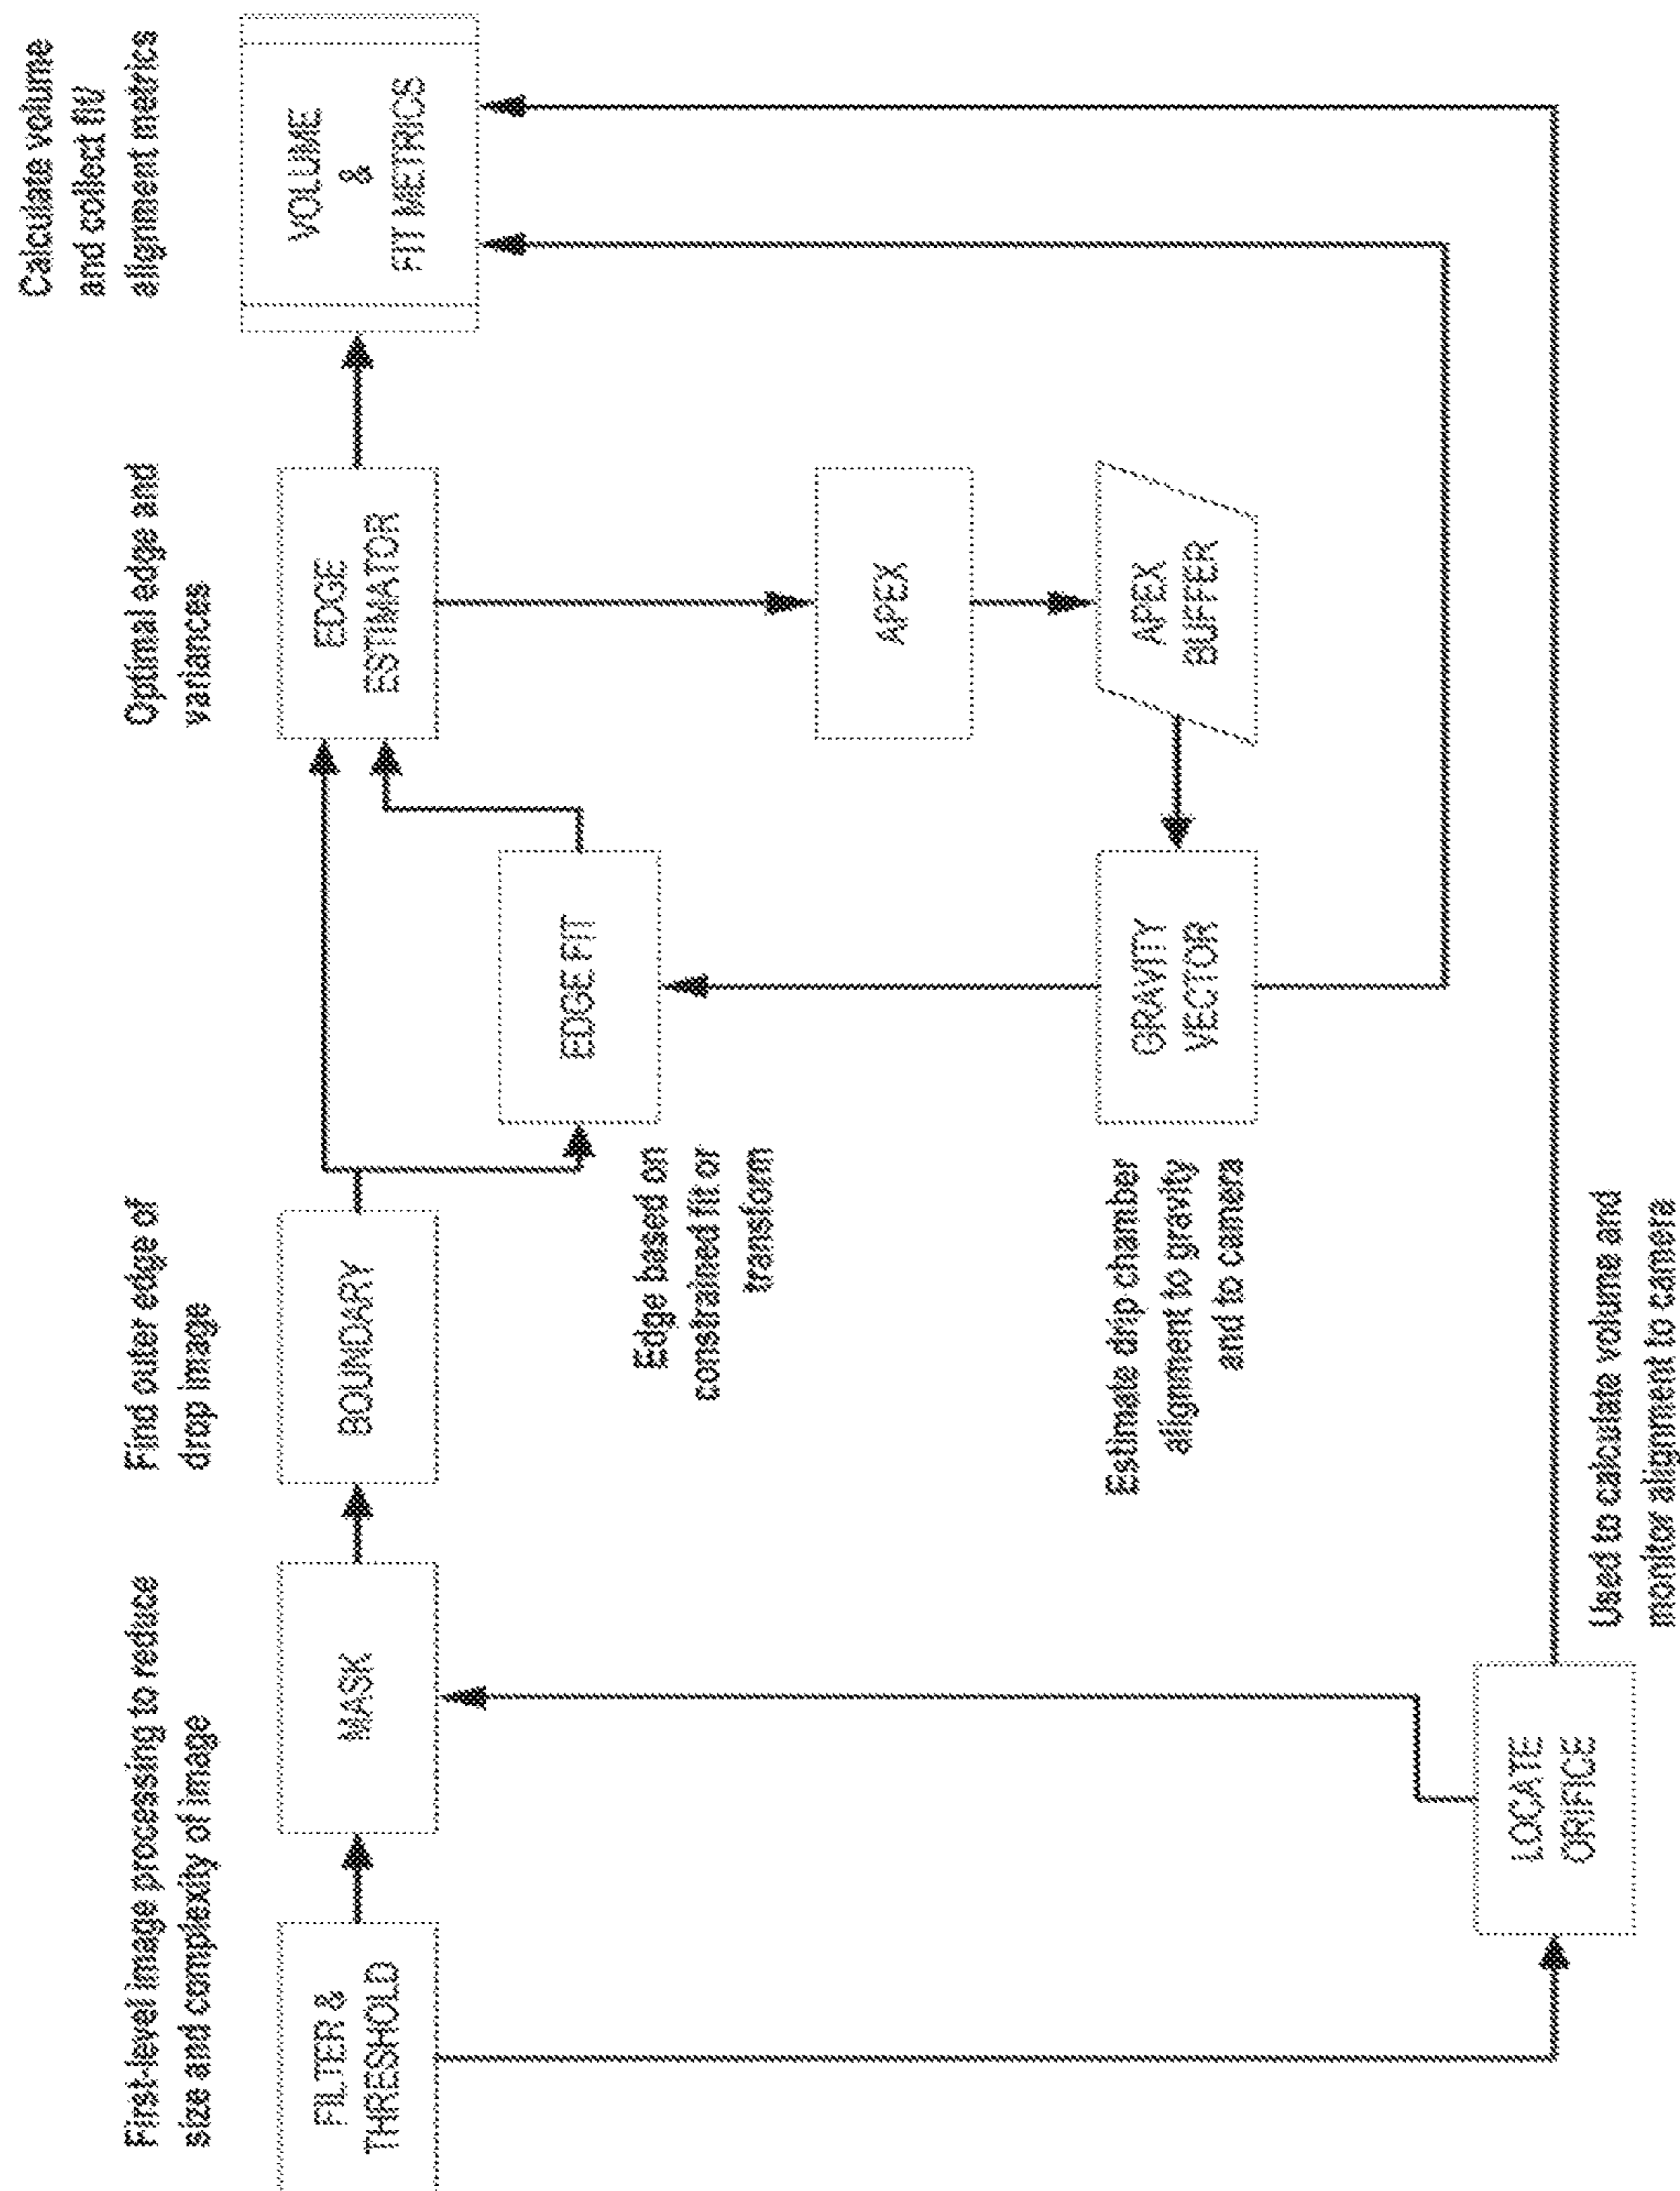 First-level image processing to reduce
size and complexity of image
Find outer edge of
drop image
Optimal edge and
variances
Calculate volume
and collect fit/
alignment metrics
FILTER &
THRESHOLD
MASK
BOUNDARY
EDGE
ESTIMATOR
VOLUME
&
FIT METRICS
EDGE FIT
Edge based on
constrained fit or
transform
APEX
APEX
BUFFER
GRAVITY
VECTOR
Estimate drip chamber
alignment to gravity
and to camera
LOCATE
ORIFICE
Used to calculate volume and
monitor alignment to camera